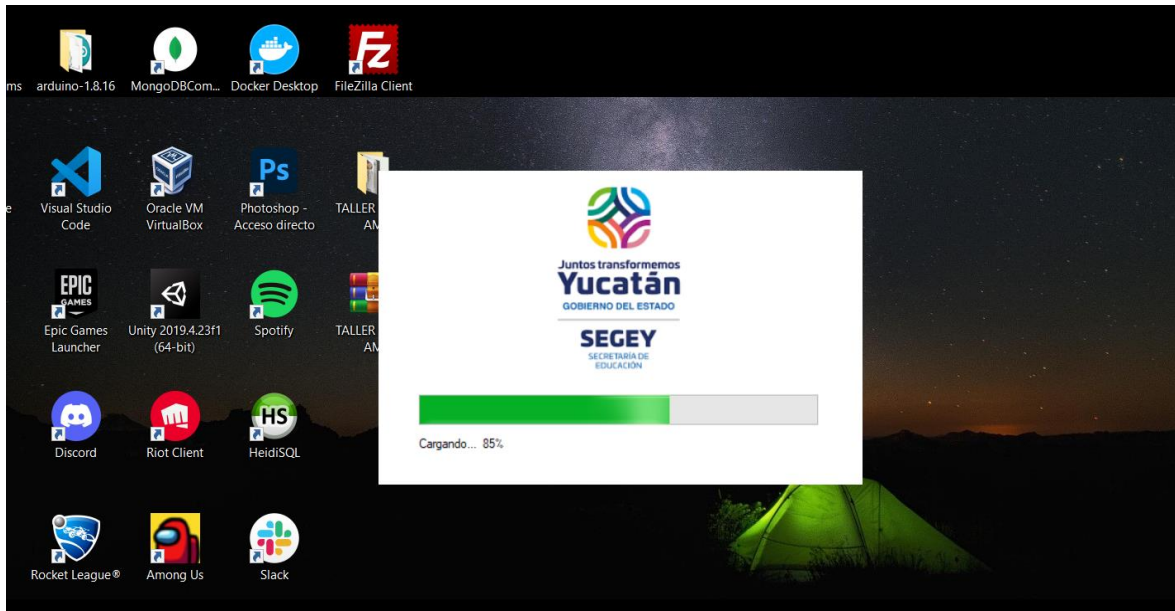 ms
arduino-1.8.16
MongoDBCom...
Docker Desktop
FileZilla Client
Fz
e
Visual Studio
Code
Oracle VM
VirtualBox
Ps
Photoshop -
Acceso directo
TALLER
AM
EPIC
GAMES
Epic Games
Launcher
Unity 2019.4.23f1
(64-bit)
Spotify
TALLER
AM
Discord
Riot Client
HS
HeidiSQL
Rocket League®
Among Us
Slack
Juntos transformemos
Yucatán
GOBIERNO DEL ESTADO
SEGEY
SECRETARÍA DE
EDUCACIÓN
Cargando... 85%